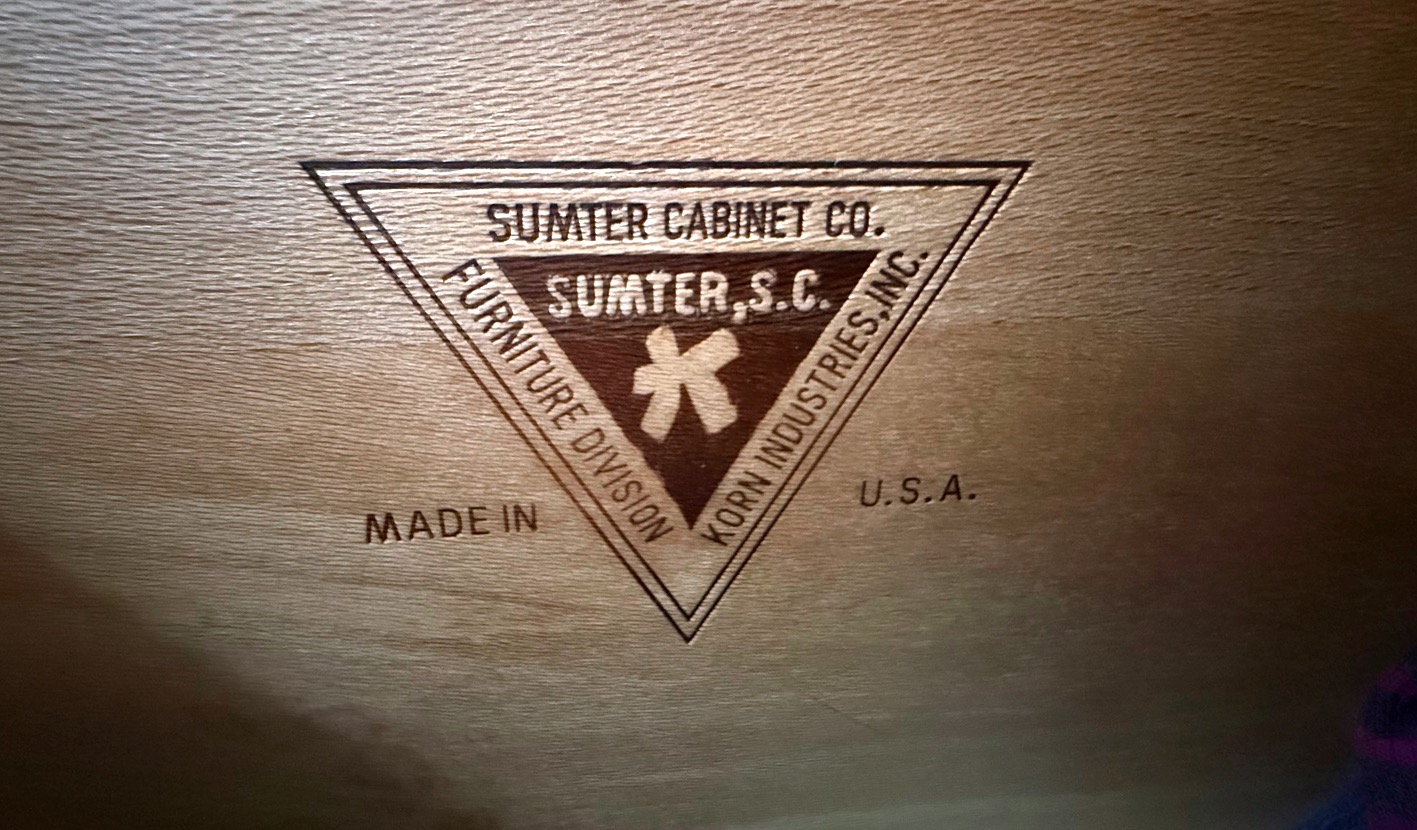 SUMTER CABINET CO.
SUMTER, S.C.
K
FURNITURE DIVISION
KORN INDUSTRIES, INC.
MADE IN
U.S.A.